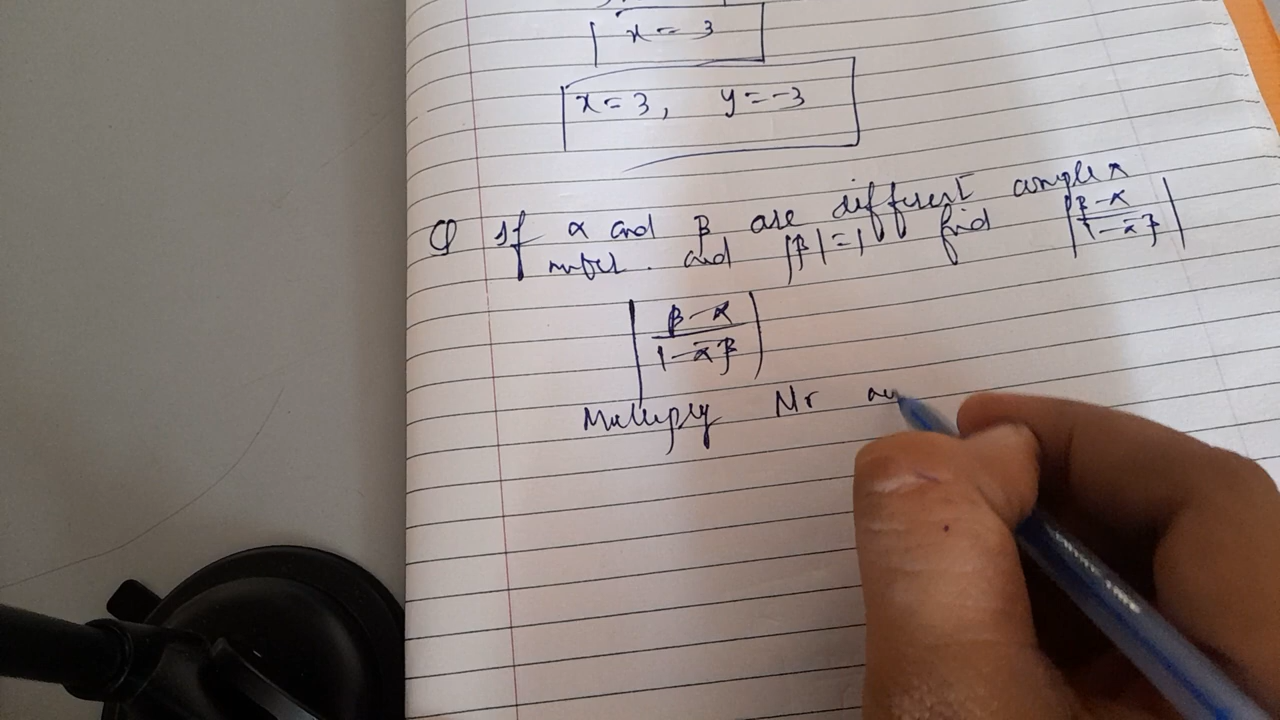 x = 3
x = 3, y = -3
Q If α and β are different complex
number. and |β| = 1 find |β-α / 1-ᾱβ|
|β-α / 1-ᾱβ|
Multiply Nr